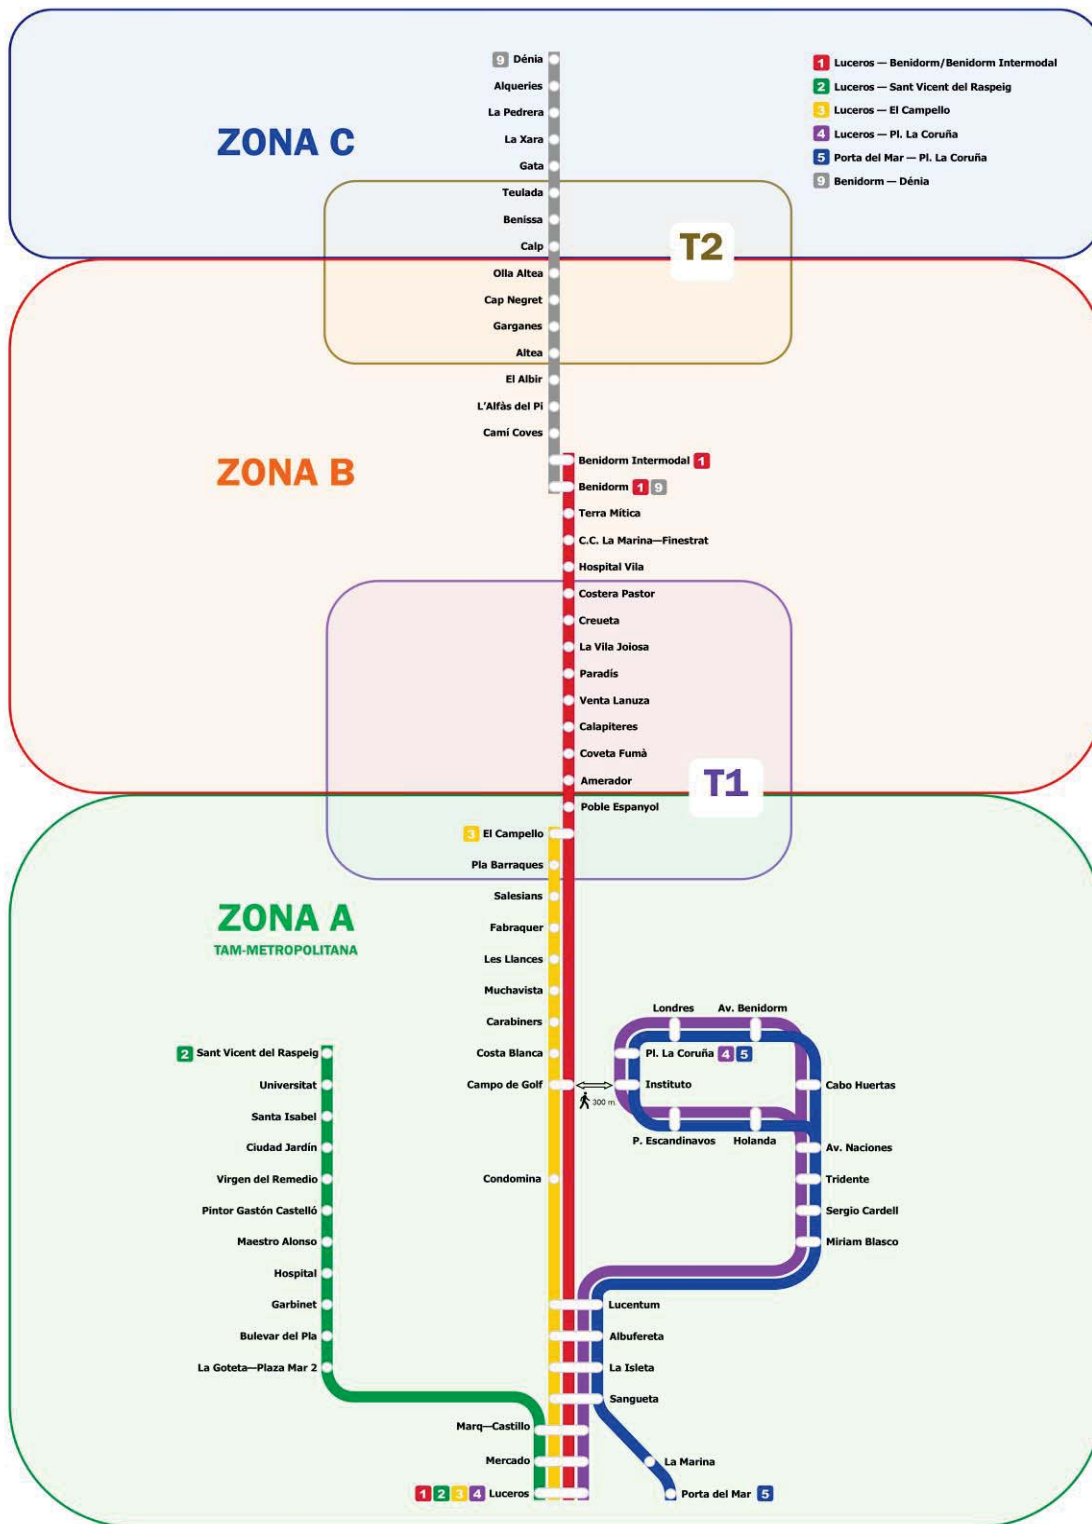 9 Dénia
Alqueries
La Pedrera
La Xara
Gata
Teulada
Benissa
Calp
Olla Altea
Cap Negret
Garganes
Altea
El Albir
L'Alfàs del Pi
Camí Coves
1 Luceros — Benidorm/Benidorm Intermodal
2 Luceros — Sant Vicent del Raspeig
3 Luceros — El Campello
4 Luceros — Pl. La Coruña
5 Porta del Mar — Pl. La Coruña
9 Benidorm — Dénia
ZONA C
T2
ZONA B
Benidorm Intermodal 1
Benidorm 1 9
Terra Mítica
C.C. La Marina—Finestrat
Hospital Vila
Costera Pastor
Creueta
La Vila Joiosa
Paradís
Venta Lanuza
Calapiteres
Coveta Fumà
Amerador
Poble Espanyol
T1
ZONA A
TAM-METROPOLITANA
3 El Campello
Pla Barraques
Salesians
Fabraquer
Les Llances
Muchavista
Carabiners
Costa Blanca
Campo de Golf
Condomina
300 m.
Londres
Av. Benidorm
Pl. La Coruña 4 5
Instituto
Cabo Huertas
P. Escandinavos
Holanda
Av. Naciones
Tridente
Sergio Cardell
Miriam Blasco
2 Sant Vicent del Raspeig
Universitat
Santa Isabel
Ciudad Jardín
Virgen del Remedio
Pintor Gastón Castelló
Maestro Alonso
Hospital
Garbinet
Bulevar del Pla
La Goteta—Plaza Mar 2
Lucentum
Albufereta
La Isleta
Sangueta
Marq—Castillo
Mercado
1 2 3 4 Luceros
La Marina
Porta del Mar 5